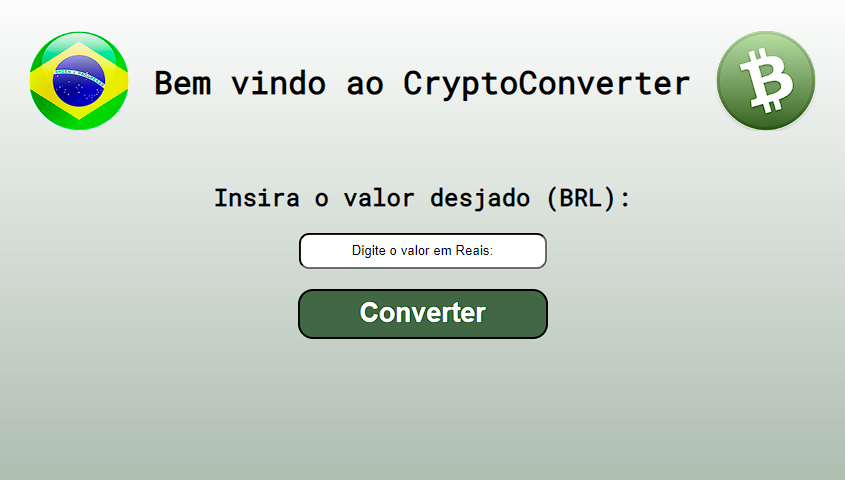 Bem vindo ao CryptoConverter
Insira o valor desjado (BRL):
Digite o valor em Reais:
Converter